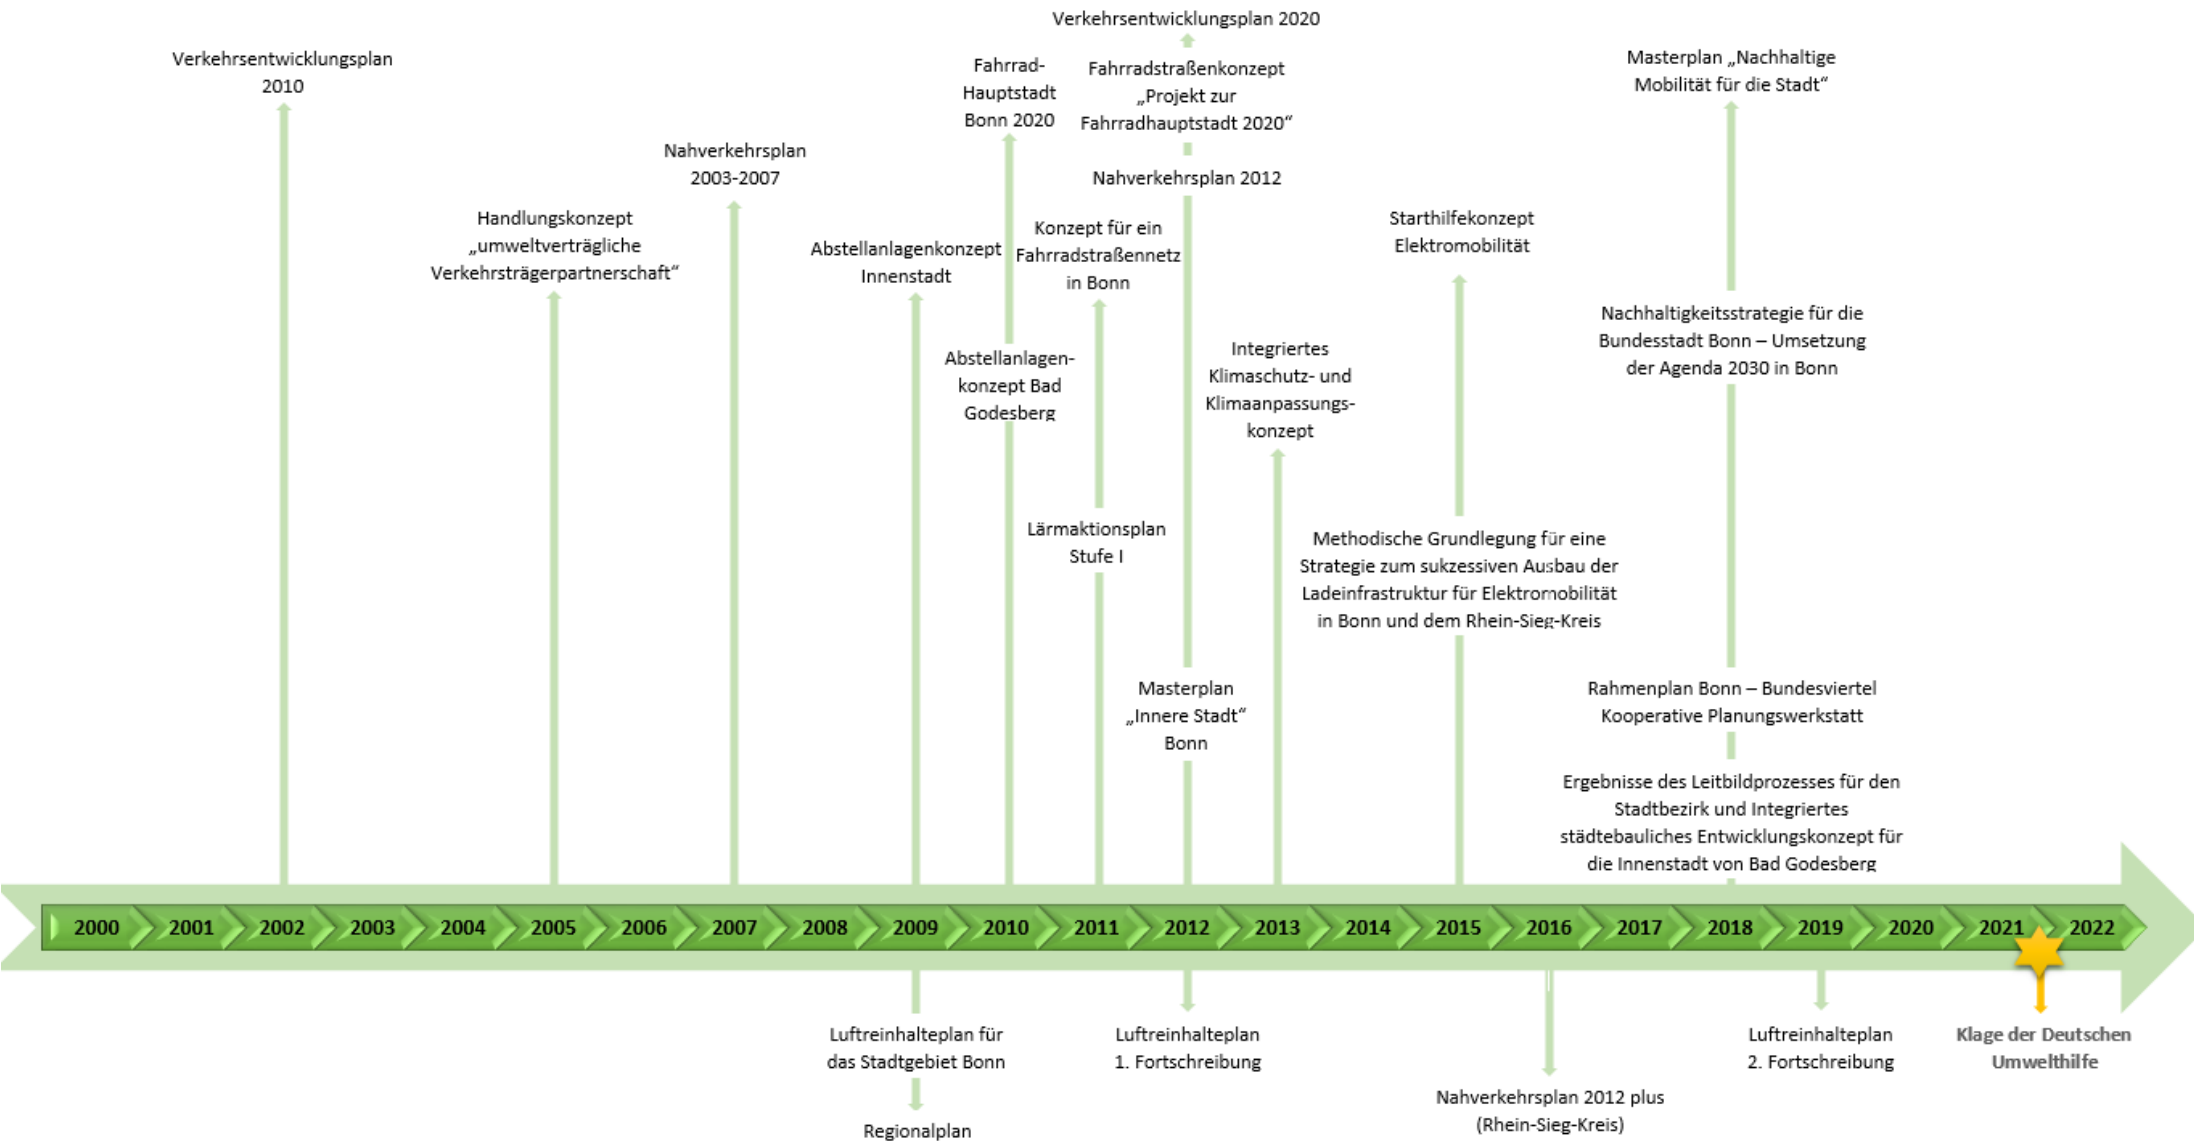 Verkehrsentwicklungsplan
2010
Handlungskonzept
„umweltverträgliche
Verkehrsträgerpartnerschaft“
Nahverkehrsplan
2003-2007
Abstellanlagenkonzept
Innenstadt
Fahrrad-
Hauptstadt
Bonn 2020
Abstellanlagen-
konzept Bad
Godesberg
Konzept für ein
Fahrradstraßennetz
in Bonn
Lärmaktionsplan
Stufe I
Verkehrsentwicklungsplan 2020
Fahrradstraßenkonzept
„Projekt zur
Fahrradhauptstadt 2020“
Nahverkehrsplan 2012
Masterplan
„Innere Stadt“
Bonn
Integriertes
Klimaschutz- und
Klimaanpassungs-
konzept
Starthilfekonzept
Elektromobilität
Methodische Grundlegung für eine
Strategie zum sukzessiven Ausbau der
Ladeinfrastruktur für Elektromobilität
in Bonn und dem Rhein-Sieg-Kreis
Masterplan „Nachhaltige
Mobilität für die Stadt“
Nachhaltigkeitsstrategie für die
Bundesstadt Bonn – Umsetzung
der Agenda 2030 in Bonn
Rahmenplan Bonn – Bundesviertel
Kooperative Planungswerkstatt
Ergebnisse des Leitbildprozesses für den
Stadtbezirk und Integriertes
städtebauliches Entwicklungskonzept für
die Innenstadt von Bad Godesberg
2000 2001 2002 2003 2004 2005 2006 2007 2008 2009 2010 2011 2012 2013 2014 2015 2016 2017 2018 2019 2020 2021 2022
Luftreinhalteplan für
das Stadtgebiet Bonn
Regionalplan
Luftreinhalteplan
1. Fortschreibung
Nahverkehrsplan 2012 plus
(Rhein-Sieg-Kreis)
Luftreinhalteplan
2. Fortschreibung
Klage der Deutschen
Umwelthilfe